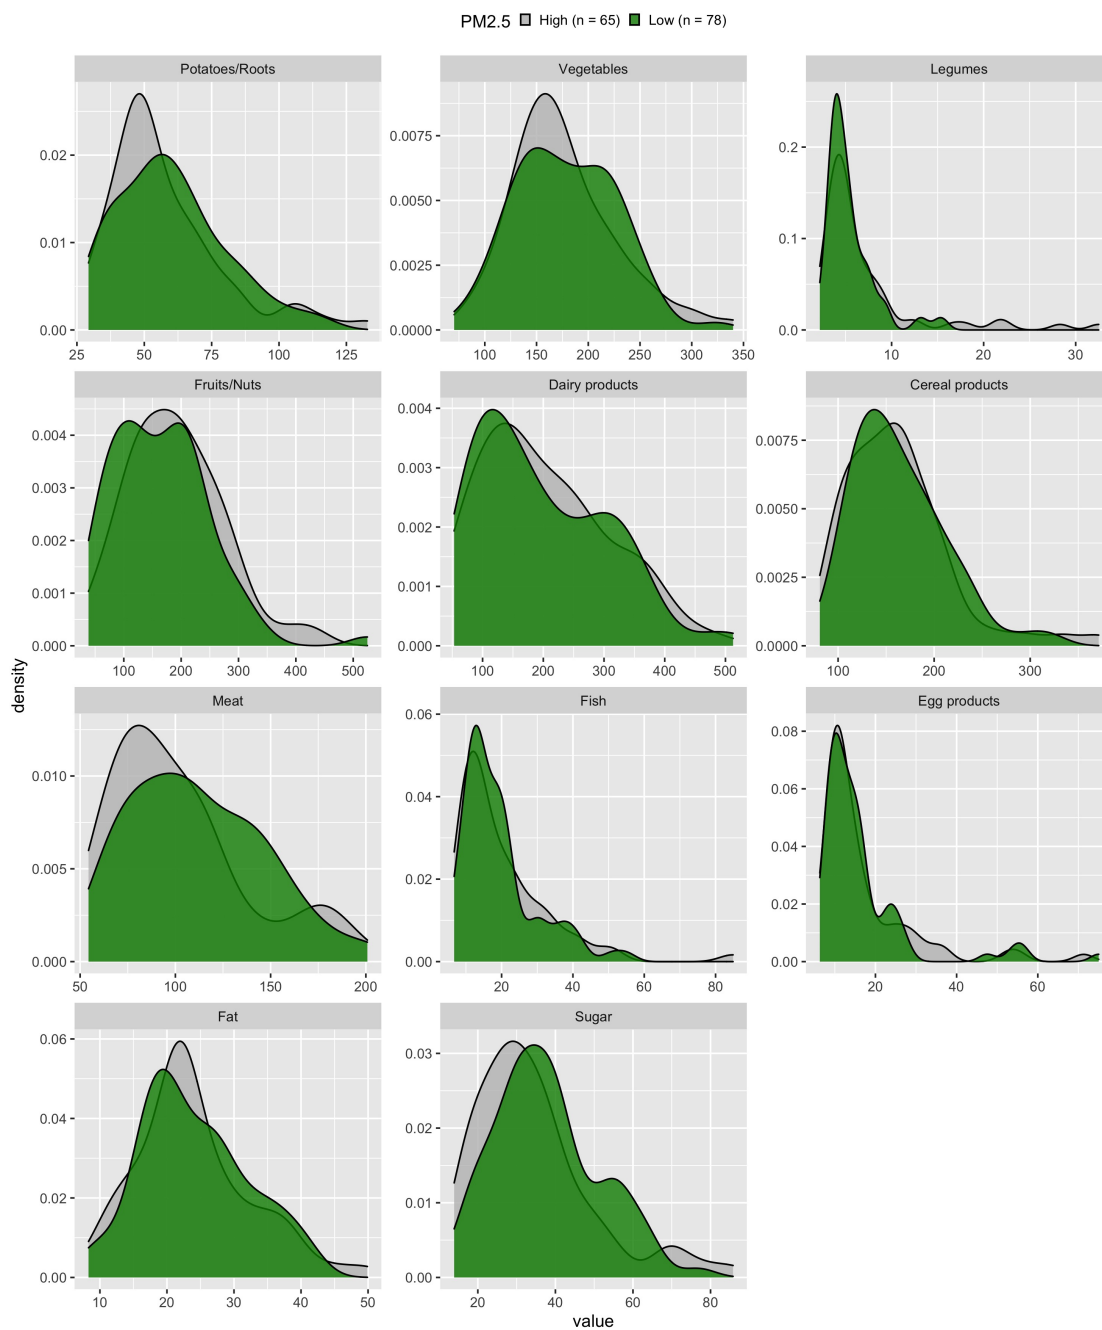 PM2.5 High (n = 65) Low (n = 78)
Potatoes/Roots Vegetables Legumes
0.02
0.01
0.00
25 50 75 100 125
0.0075
0.0050
0.0025
0.0000
100 150 200 250 300 350
0.2
0.1
0.0
10 20 30
Fruits/Nuts Dairy products Cereal products
0.004
0.003
0.002
0.001
0.000
100 200 300 400 500
0.004
0.003
0.002
0.001
0.000
100 200 300 400 500
0.0075
0.0050
0.0025
0.0000
100 200 300
density
Meat Fish Egg products
0.010
0.005
0.000
50 100 150 200
0.06
0.04
0.02
0.00
20 40 60 80
0.08
0.06
0.04
0.02
0.00
20 40 60
Fat Sugar
0.06
0.04
0.02
0.00
10 20 30 40 50
0.03
0.02
0.01
0.00
20 40 60 80
value